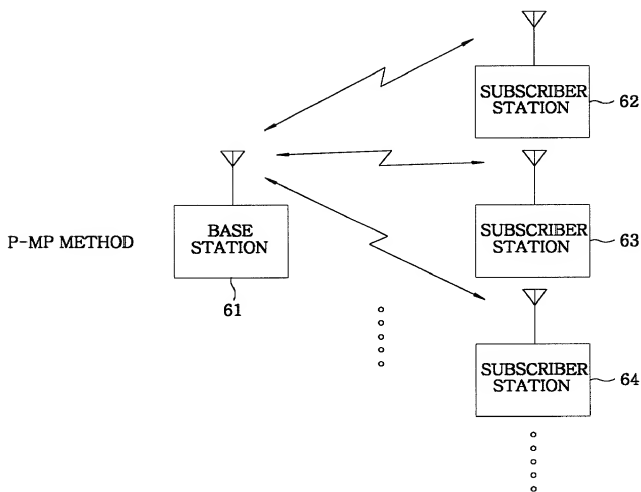 SUBSCRIBER
STATION
62
P-MP METHOD
BASE
STATION
61
SUBSCRIBER
STATION
63
SUBSCRIBER
STATION
64